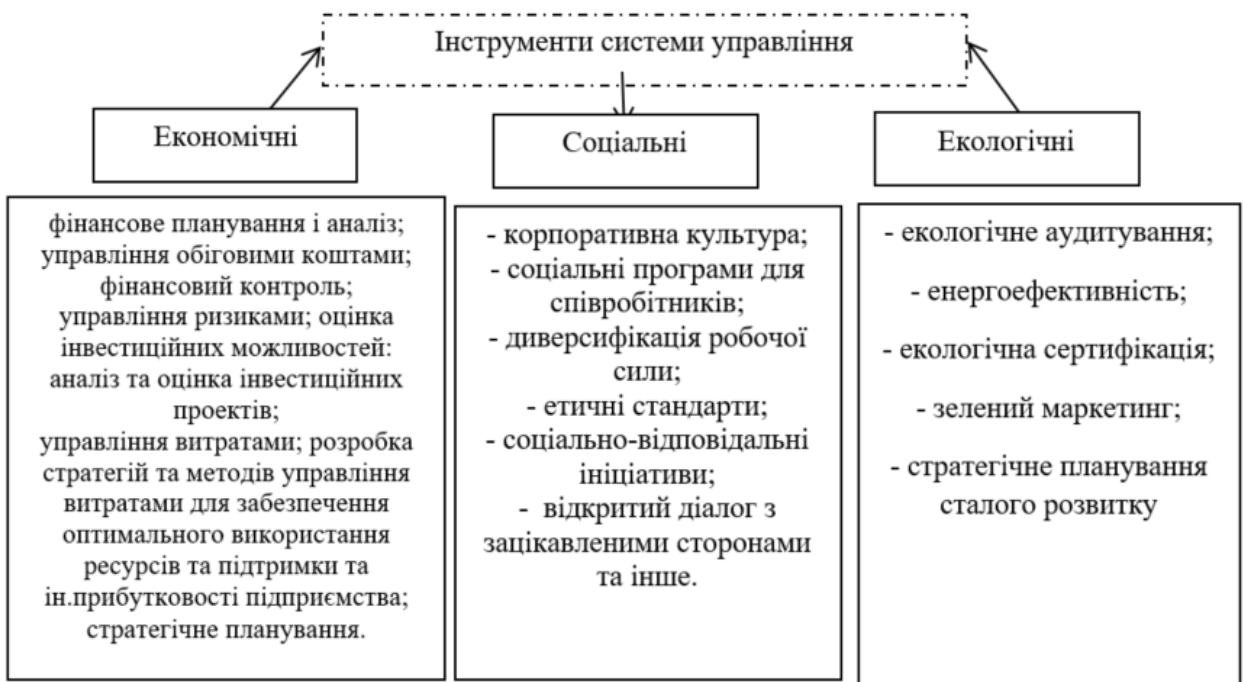 Інструменти системи управління
Економічні
Соціальні
Екологічні
фінансове планування і аналіз;
управління обіговими коштами;
фінансовий контроль;
управління ризиками; оцінка
інвестиційних можливостей:
аналіз та оцінка інвестиційних
проектів;
управління витратами; розробка
стратегій та методів управління
витратами для забезпечення
оптимального використання
ресурсів та підтримки та
ін.прибутковості підприємства;
стратегічне планування.
- корпоративна культура;
- соціальні програми для
співробітників;
- диверсифікація робочої
сили;
- етичні стандарти;
- соціально-відповідальні
ініціативи;
- відкритий діалог з
зацікавленими сторонами
та інше.
- екологічне аудитування;
- енергоефективність;
- екологічна сертифікація;
- зелений маркетинг;
- стратегічне планування
сталого розвитку